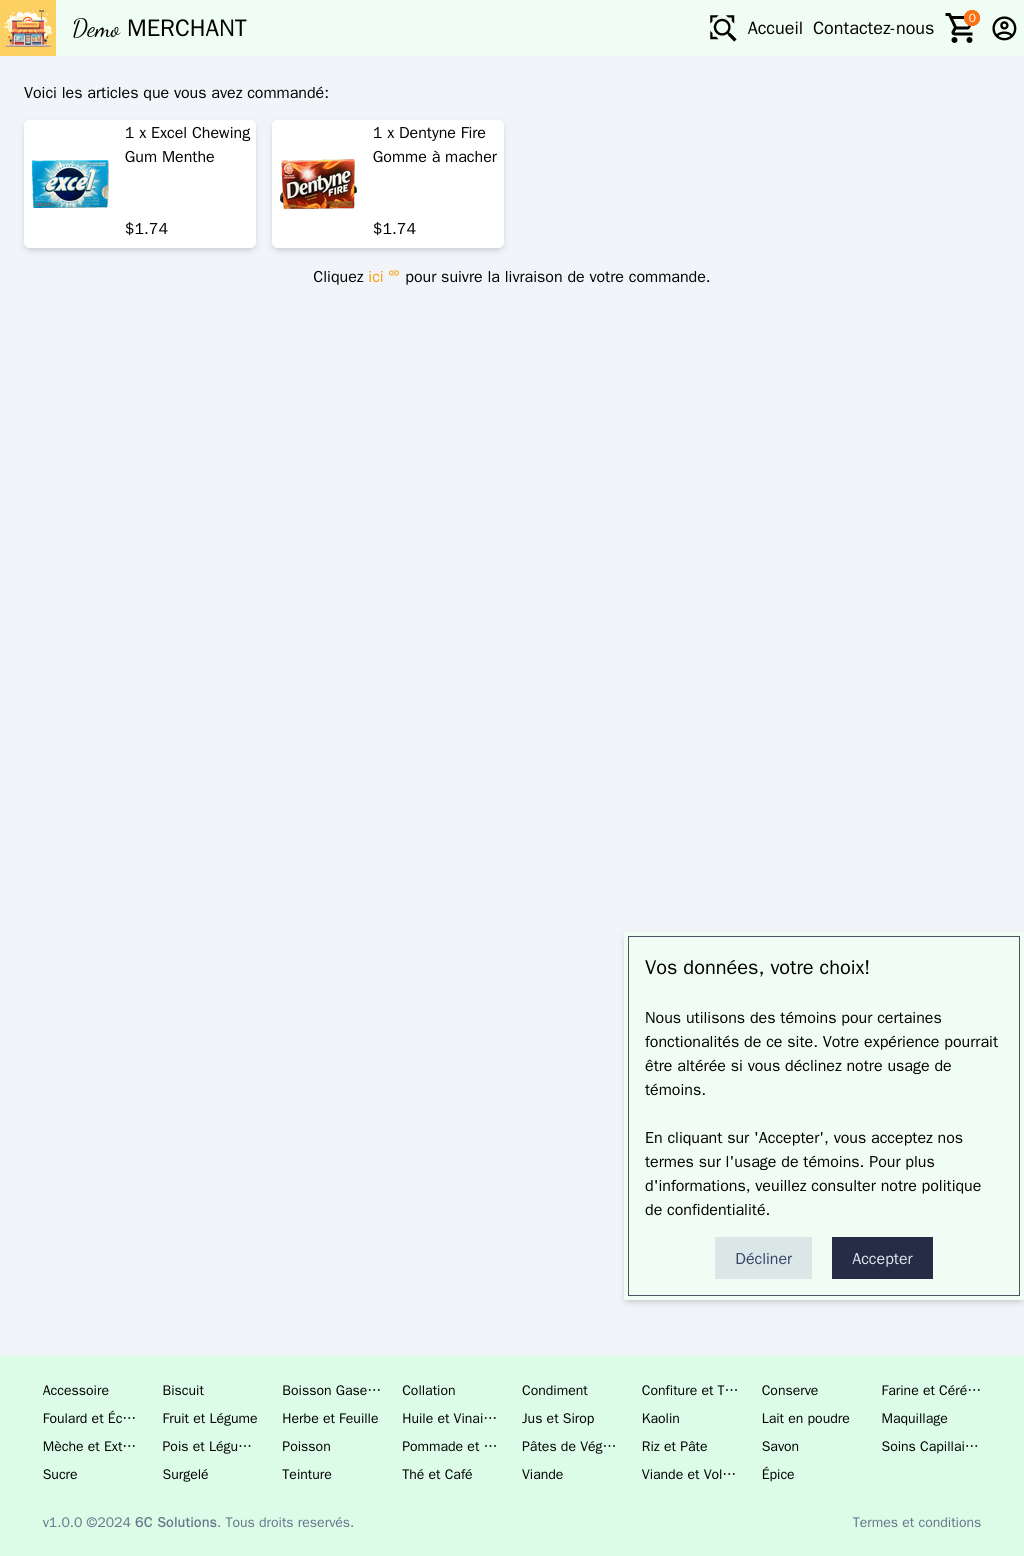 Demo MERCHANT
Accueil Contactez-nous 0
Voici les articles que vous avez commandé:
1 x Excel Chewing
Gum Menthe
excel
$1.74
1 x Dentyne Fire
Gomme à macher
Dentyne
FIRE
$1.74
Cliquez ici pour suivre la livraison de votre commande.
Vos données, votre choix!
Nous utilisons des témoins pour certaines
fonctionalités de ce site. Votre expérience pourrait
être altérée si vous déclinez notre usage de
témoins.
En cliquant sur 'Accepter', vous acceptez nos
termes sur l'usage de témoins. Pour plus
d'informations, veuillez consulter notre politique
de confidentialité.
Décliner Accepter
Accessoire Biscuit Boisson Gase… Collation Condiment Confiture et T… Conserve Farine et Céré…
Foulard et Éc… Fruit et Légume Herbe et Feuille Huile et Vinai… Jus et Sirop Kaolin Lait en poudre Maquillage
Mèche et Ext… Pois et Légu… Poisson Pommade et … Pâtes de Vég… Riz et Pâte Savon Soins Capillai…
Sucre Surgelé Teinture Thé et Café Viande Viande et Vol… Épice
v1.0.0 ©2024 6C Solutions. Tous droits reservés. Termes et conditions